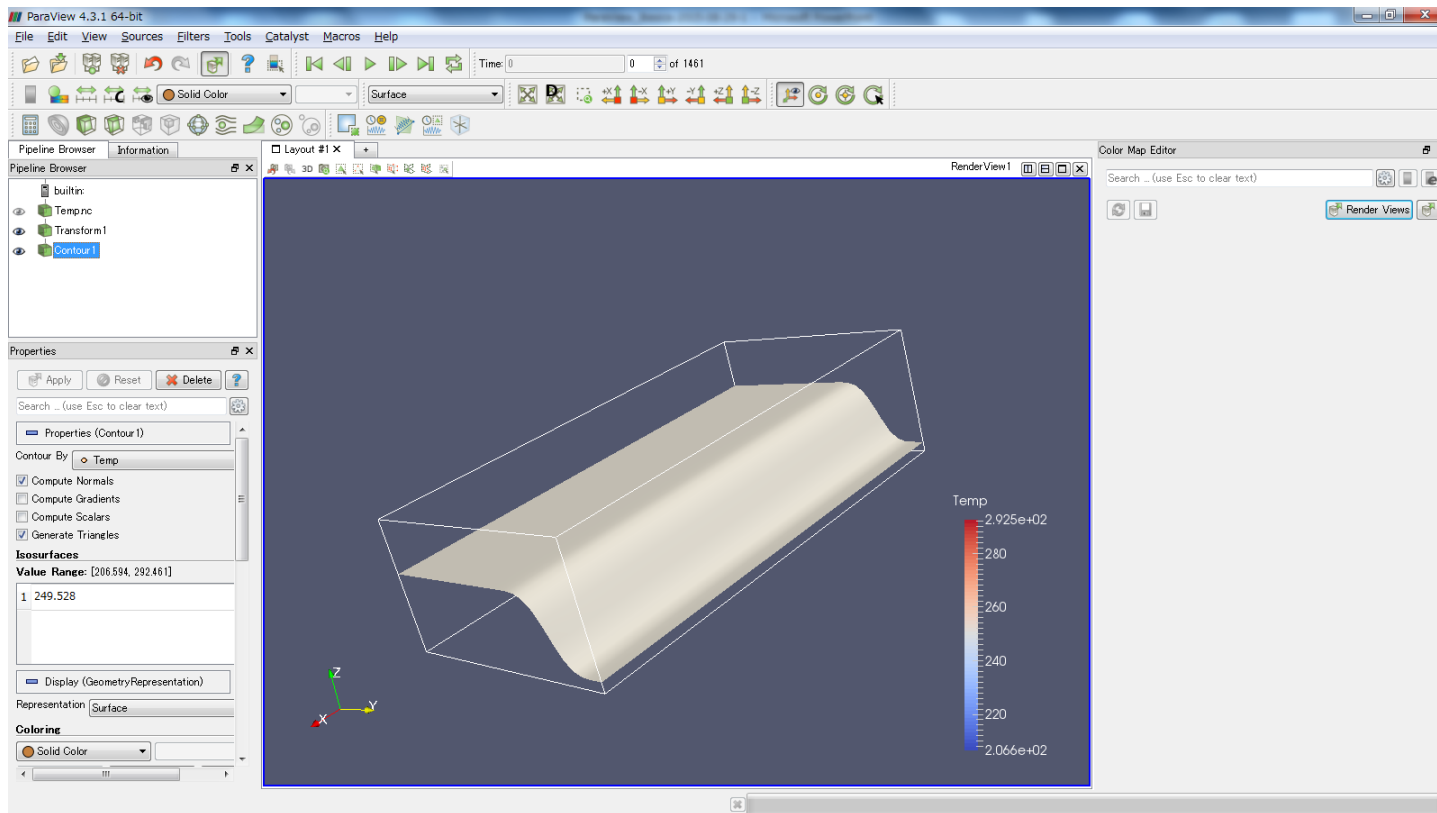 ParaView 4.3.1 64-bit
File Edit View Sources Filters Tools Catalyst Macros Help
Time: 0 0 of 1461
Solid Color Surface
Pipeline Browser Information
Layout #1
Pipeline Browser
3D
RenderView1
Color Map Editor
builtin:
Temp.nc
Transform1
Contour1
Search ... (use Esc to clear text)
Render Views
Properties
Apply Reset Delete
Search ... (use Esc to clear text)
Properties (Contour1)
Contour By Temp
Compute Normals
Compute Gradients
Compute Scalars
Generate Triangles
Isosurfaces
Value Range: [206.594, 292.461]
1 249.528
Display (GeometryRepresentation)
Representation Surface
Coloring
Solid Color
Z
Y
X
Temp
2.925e+02
280
260
240
220
2.066e+02